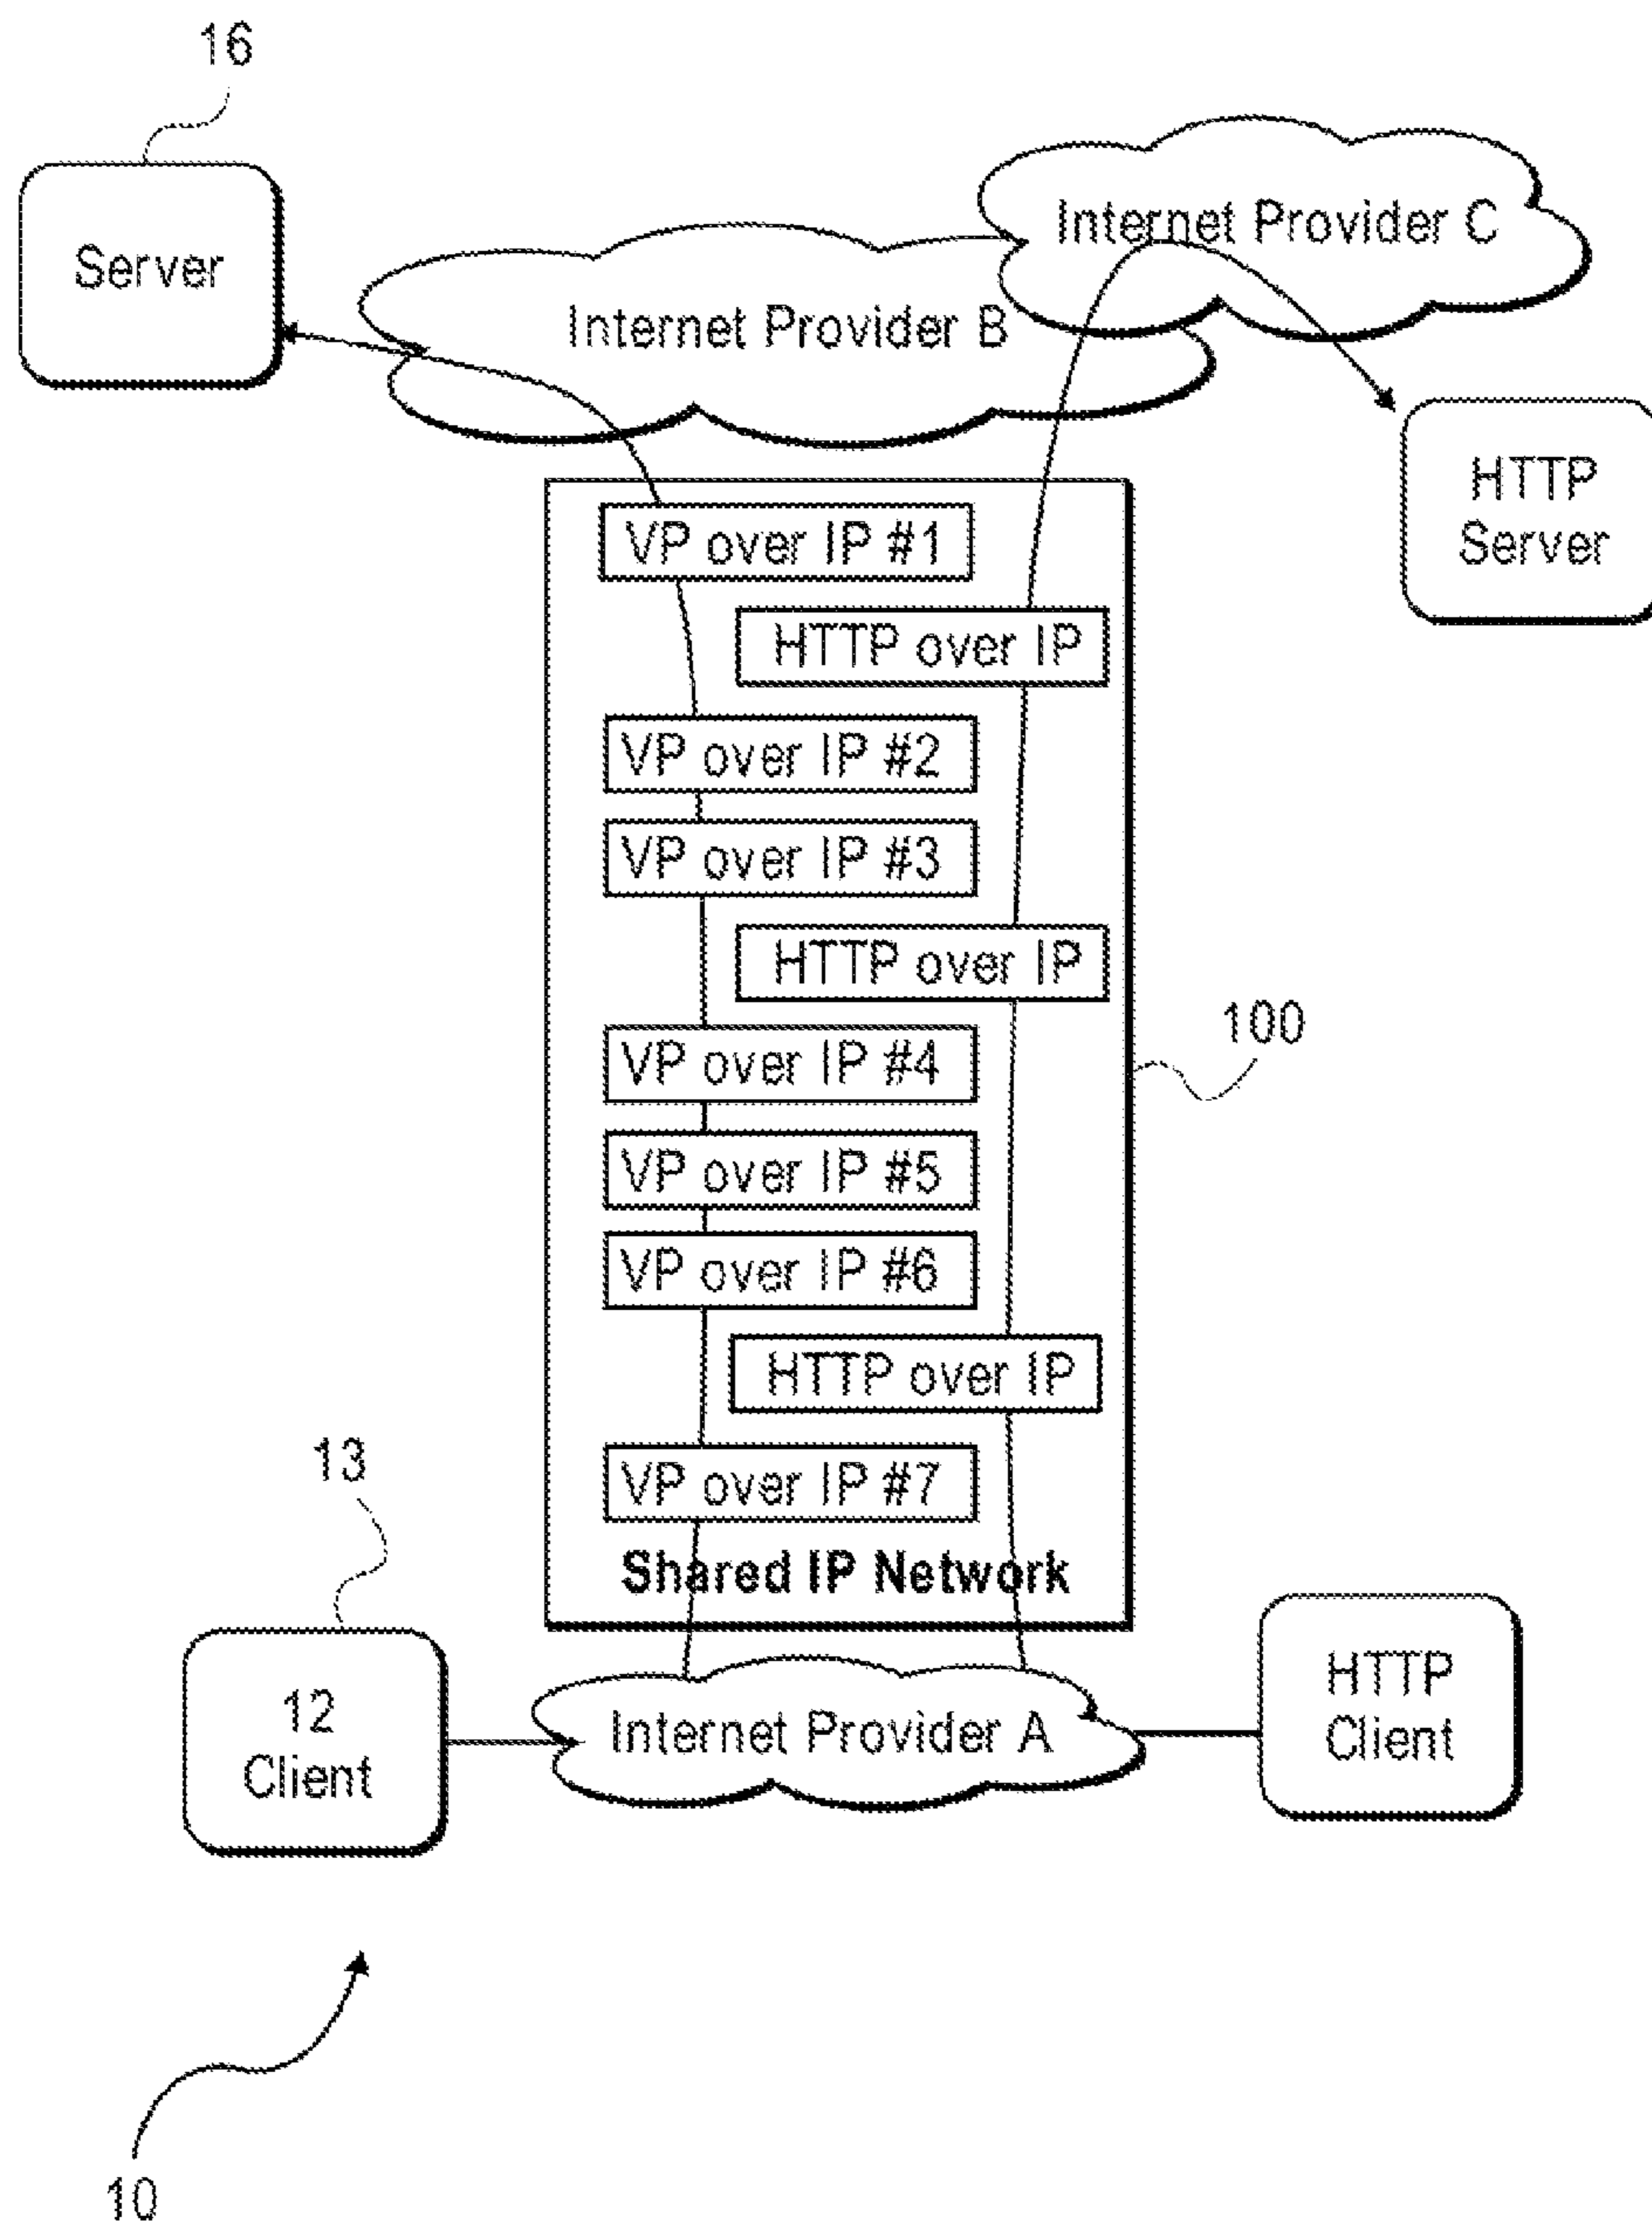 16
Server
Internet Provider C
Internet Provider B
HTTP
Server
VP over IP #1
HTTP over IP
VP over IP #2
VP over IP #3
HTTP over IP
100
VP over IP #4
VP over IP #5
VP over IP #6
HTTP over IP
13
VP over IP #7
Shared IP Network
12
Client
Internet Provider A
HTTP
Client
10